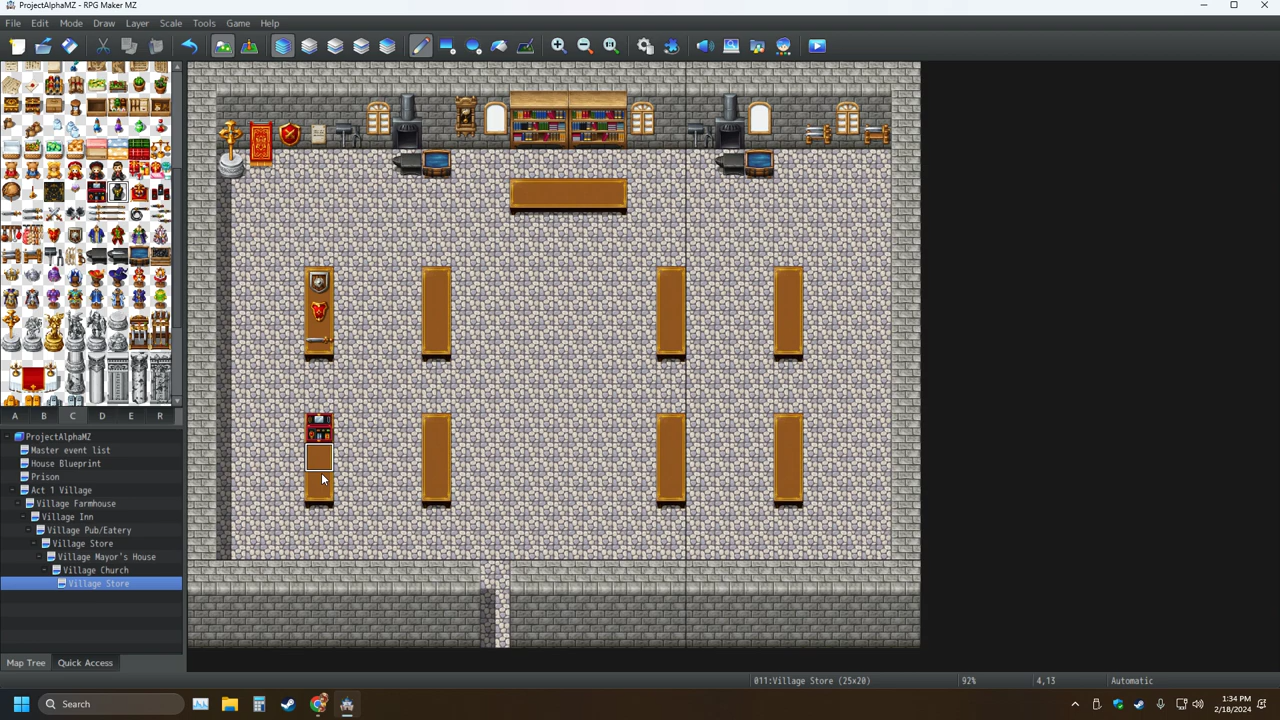 ProjectAlphaMZ - RPG Maker MZ
File Edit Mode Draw Layer Scale Tools Game Help
A B C D E R
ProjectAlphaMZ
Master event list
House Blueprint
Prison
Act 1 Village
Village Farmhouse
Village Inn
Village Pub/Eatery
Village Store
Village Mayor's House
Village Church
Village Store
Map Tree Quick Access
011:Village Store (25x20) 92% 4,13 Automatic
Search
1:34 PM
2/18/2024